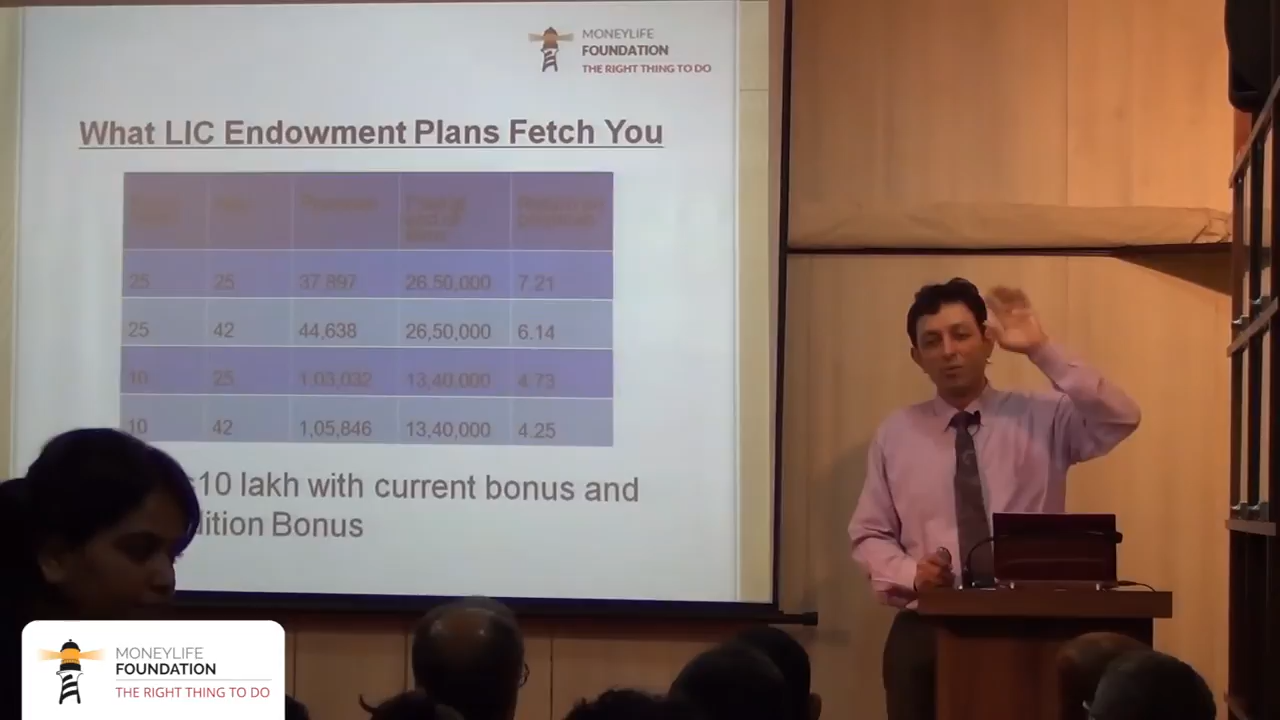 MONEYLIFE
FOUNDATION
THE RIGHT THING TO DO
What LIC Endowment Plans Fetch You
25 25 37 897 26,50,000 7.21
25 42 44,638 26,50,000 6.14
10 25 1,03,032 13,40,000 4.73
10 42 1,05,846 13,40,000 4.25
10 lakh with current bonus and
Bonus
MONEYLIFE
FOUNDATION
THE RIGHT THING TO DO